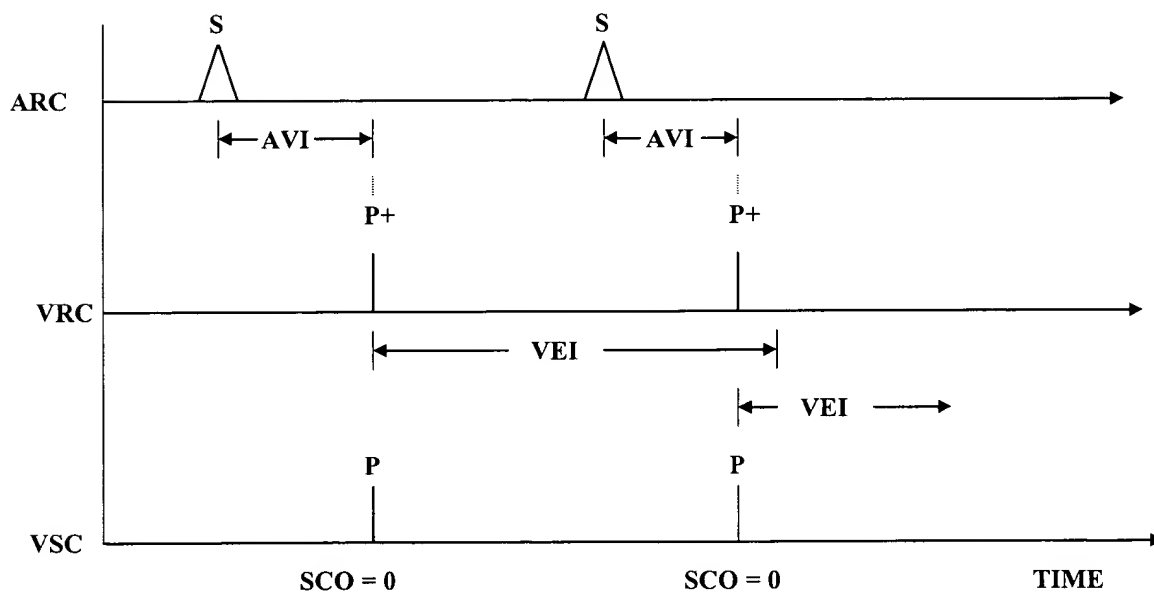 S S
ARC
AVI AVI
P+ P+
VRC
VEI
VEI
P P
VSC
SCO = 0 SCO = 0 TIME